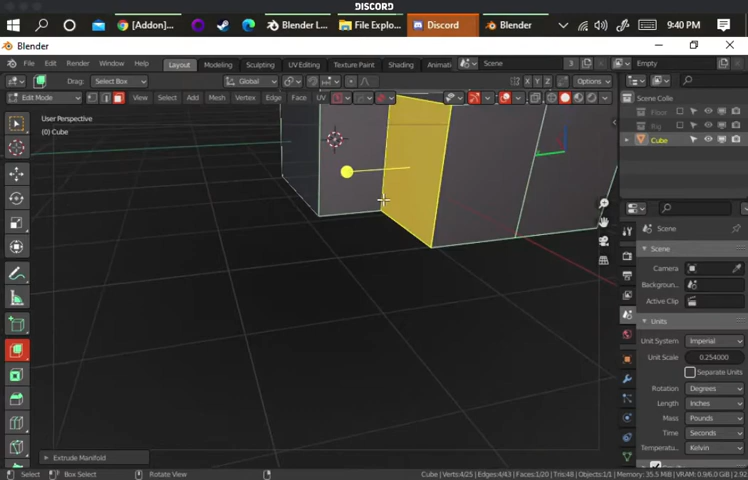 DISCORD
[Addon]...
Blender L...
File Explo...
Discord
Blender
9:40 PM
Blender
File Edit Render Window Help Layout Modeling Sculpting UV Editing Texture Paint Shading Animati Scene 3 Empty
Drag: Select Box Global X Y Z Options
Edit Mode View Select Add Mesh Vertex Edge Face UV
User Perspective
(0) Cube
Scene Colle
Floor
Rig
Cube
Scene
Scene
Camera
Backgroun..
Active Clip
Units
Unit System Imperial
Unit Scale 0.254000
Separate Units
Rotation Degrees
Length Inches
Mass Pounds
Time Seconds
Temperatu.. Kelvin
Extrude Manifold
Select Box Select Rotate View Cube | Verts:4/25 | Edges:4/43 | Faces:1/20 | Tris:48 | Objects:1/1 | Memory: 35.5 MiB | VRAM: 0.9/6.0 GiB | 2.92